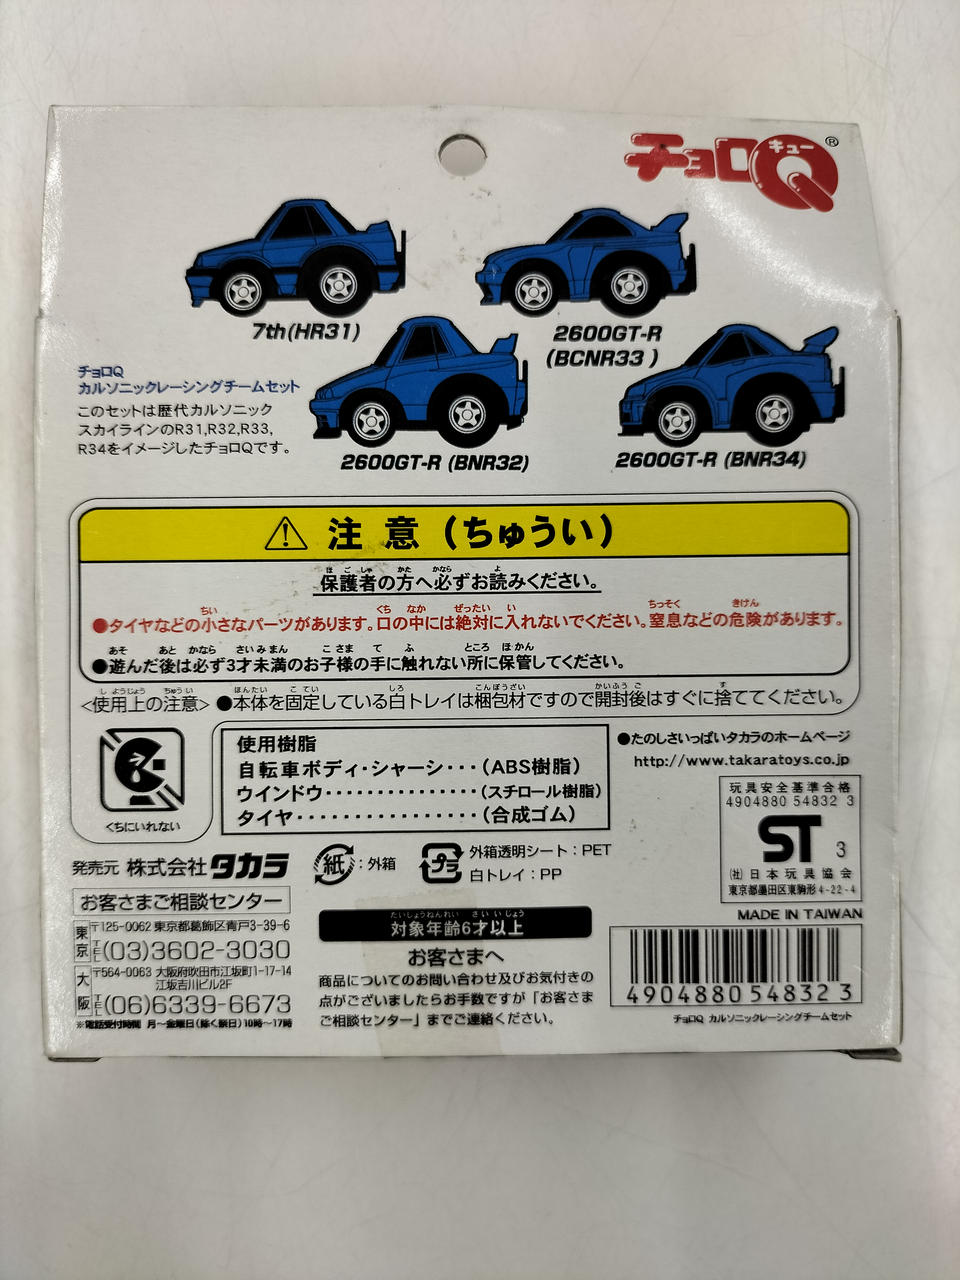 チョロQ キュー ®
7th(HR31)
2600GT-R
(BCNR33 )
2600GT-R (BNR32)
2600GT-R (BNR34)
チョロQ
カルソニックレーシングチームセット
このセットは歴代カルソニック
スカイラインのR31,R32,R33,
R34をイメージしたチョロQです。
注意(ちゅうい)
保護者の方へ必ずお読みください。
●タイヤなどの小さなパーツがあります。口の中には絶対に入れないでください。窒息などの危険があります。
●遊んだ後は必ず3才未満のお子様の手に触れない所に保管してください。
<使用上の注意>●本体を固定している白トレイは梱包材ですので開封後はすぐに捨ててください。
くちにいれない
使用樹脂
自転車ボディ・シャーシ・・・(ABS樹脂)
ウインドウ・・・・・・・・・・・・・・・(スチロール樹脂)
タイヤ・・・・・・・・・・・・・・・・・(合成ゴム)
●たのしさいっぱいタカラのホームページ
http://www.takaratoys.co.jp
玩具安全基準合格
4904880 54832 3
ST 3
(社)日本玩具協会
東京都墨田区東駒形4-22-4
MADE IN TAIWAN
発売元 株式会社タカラ
紙:外箱
プラ 外箱透明シート:PET
白トレイ:PP
お客さまご相談センター
東京 〒125-0062 東京都葛飾区青戸3-39-6
TEL (03)3602-3030
大阪 〒564-0063 大阪府吹田市江坂町1-17-14
江坂吉川ビル2F
TEL (06)6339-6673
※電話受付時間 月〜金曜日(除く祭日)10時〜17時
対象年齢6才以上
お客さまへ
商品についてのお問い合わせ及びお気付きの
点がございましたらお手数ですが「お客さま
ご相談センター」までご連絡ください。
4904880548323
チョロQ カルソニックレーシングチームセット